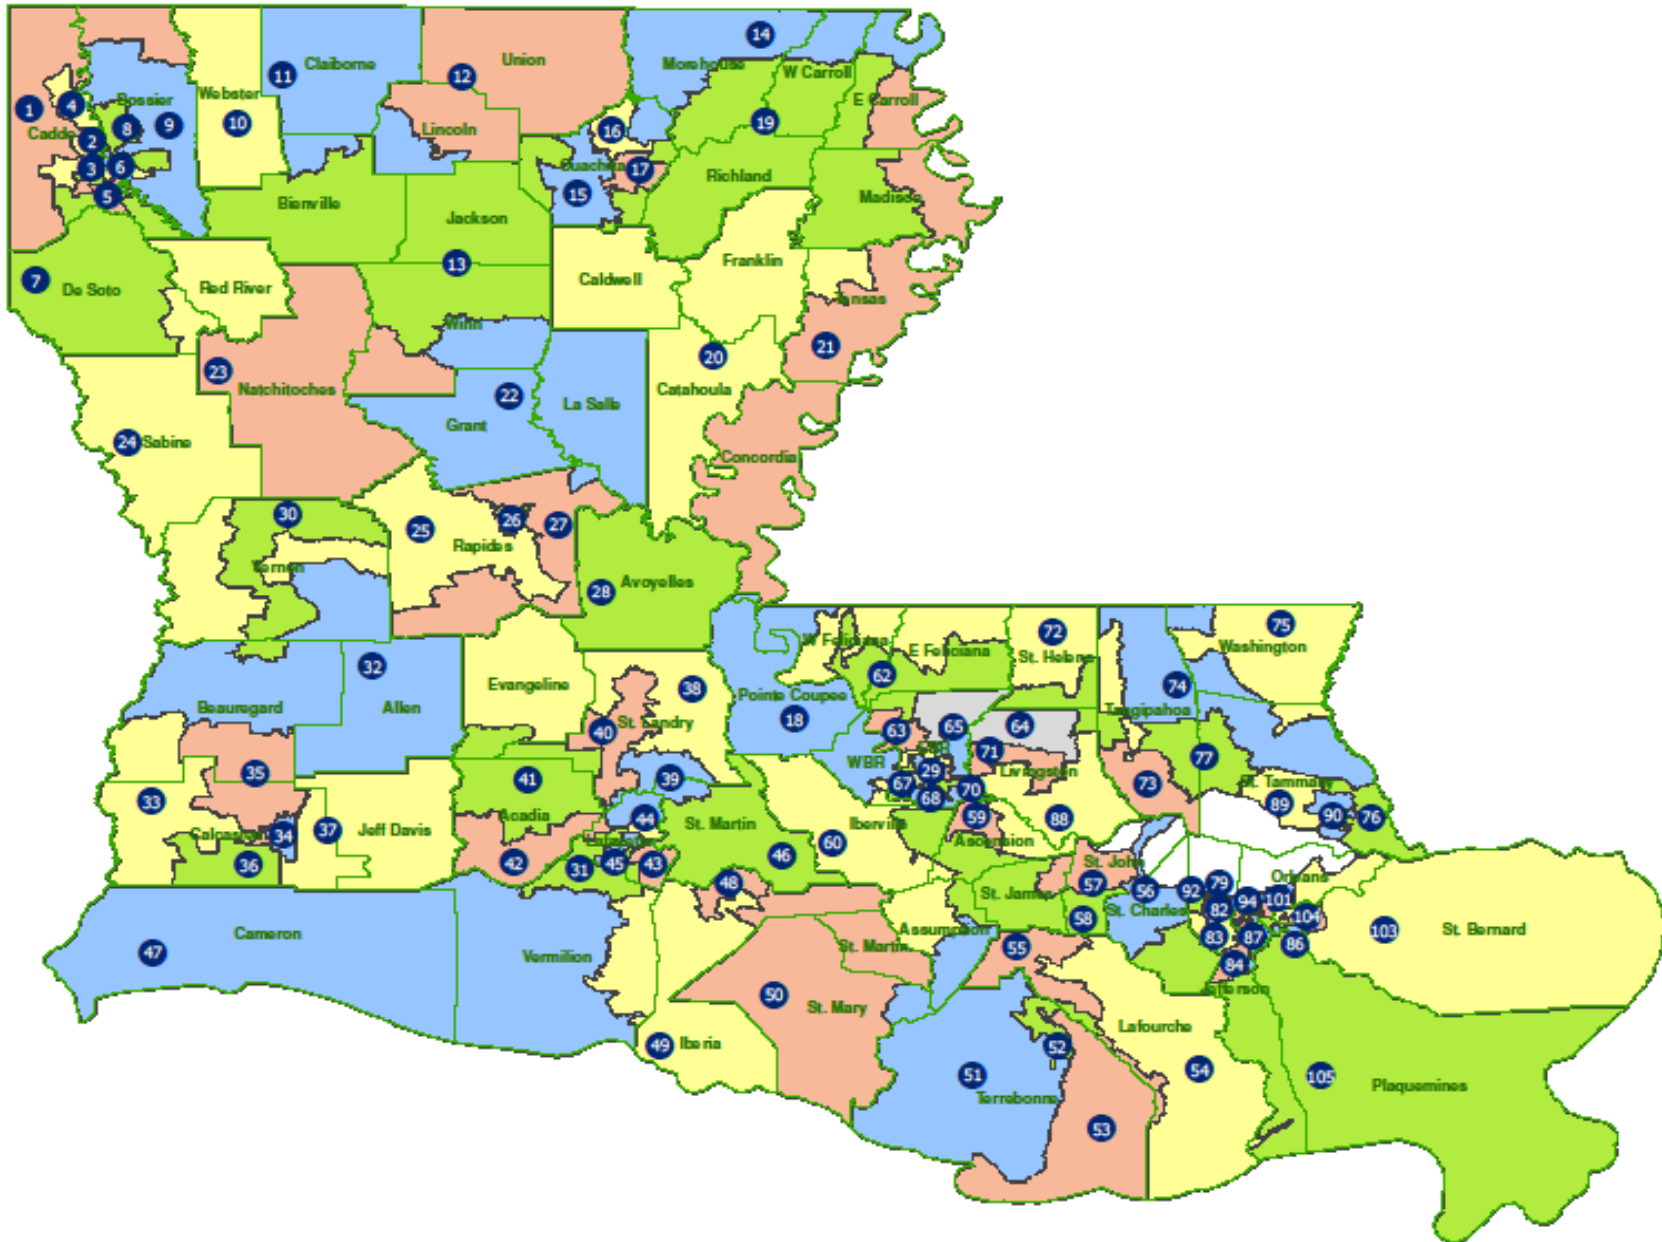 14
11
Claiborne
12
Union
Morehouse
W Carroll
1
4
Bossier
Webster
E Carroll
Caddo
8
9
10
Lincoln
16
19
2
3
6
Ouachita
17
Richland
5
15
Bienville
Jackson
Madison
7
De Soto
Red River
13
Caldwell
Franklin
Tensas
Winn
23
Natchitoches
20
21
22
La Salle
Catahoula
24
Sabine
Grant
Concordia
30
25
26
27
Rapides
Vernon
28
Avoyelles
72
75
W Feliciana
E Feliciana
St. Helena
Washington
32
Evangeline
38
62
74
Beauregard
Allen
Pointe Coupee
18
Tangipahoa
40
St. Landry
63
65
64
71
77
35
WBR
29
Livingston
73
St. Tammany
33
41
39
67
68
70
89
90
76
Calcasieu
34
37
Jeff Davis
Acadia
44
St. Martin
Iberville
59
88
Ascension
36
42
31
45
43
46
60
St. John
Orleans
48
St. James
57
56
92
79
58
St. Charles
82
94
101
104
47
Cameron
Vermilion
Assumption
St. Martin
55
83
87
86
103
St. Bernard
84
Jefferson
50
St. Mary
49
Iberia
Lafourche
52
51
Terrebonne
54
105
Plaquemines
53